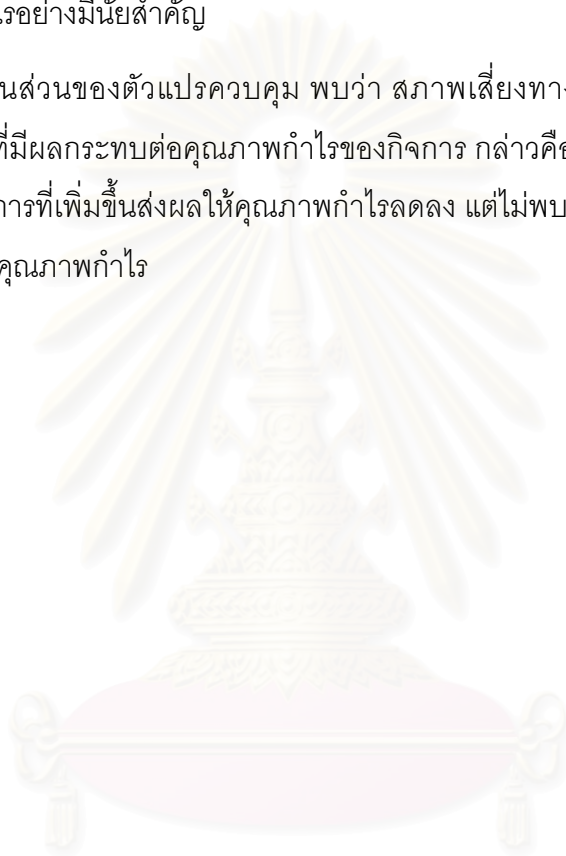 รอย่างมีนัยสำคัญ
นส่วนของตัวแปรควบคุม พบว่า สภาพเสี่ยงทาง
ที่มีผลกระทบต่อคุณภาพกำไรของกิจการ กล่าวคือ
การที่เพิ่มขึ้นส่งผลให้คุณภาพกำไรลดลง แต่ไม่พบ
คุณภาพกำไร